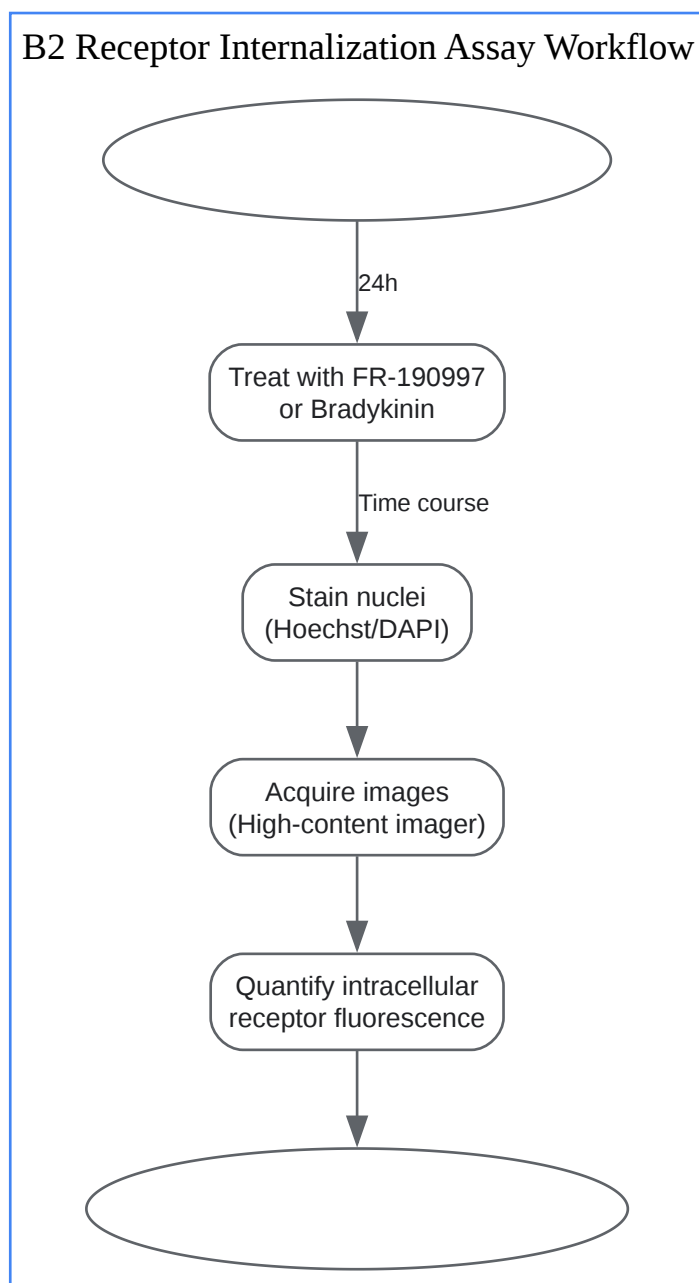 B2 Receptor Internalization Assay Workflow
24h
Treat with FR-190997
or Bradykinin
Time course
Stain nuclei
(Hoechst/DAPI)
Acquire images
(High-content imager)
Quantify intracellular
receptor fluorescence